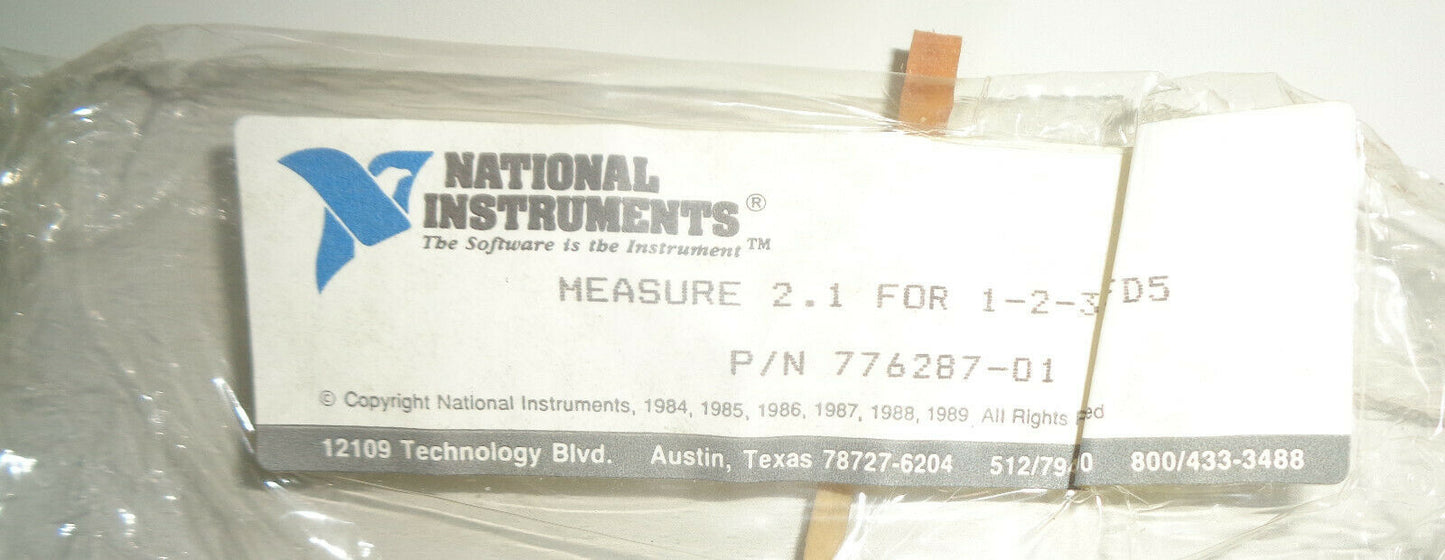 NATIONAL
INSTRUMENTS®
The Software is the Instrument™
MEASURE 2.1 FOR 1-2-3 D5
P/N 776287-01
© Copyright National Instruments, 1984, 1985, 1986, 1987, 1988, 1989 All Rights
12109 Technology Blvd. Austin, Texas 78727-6204 800/433-3488